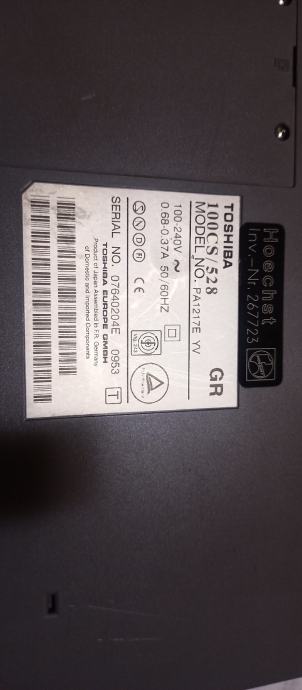 Hoechst
Inv.-Nr. 267723
TOSHIBA
100CS/528 GR
MODEL NO. PA1217E YV
100-240V ~
0.68-0.37A 50/60HZ
S N D F
CE
SERIAL NO. 07640204E 0953 T
TOSHIBA EUROPE GMBH
Product of Japan Assembled in F.R. Germany
of Domestic and Imported Components